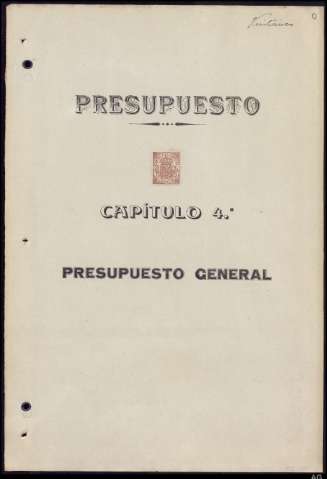 PRESUPUESTO
CAPÍTULO 4.º
PRESUPUESTO GENERAL